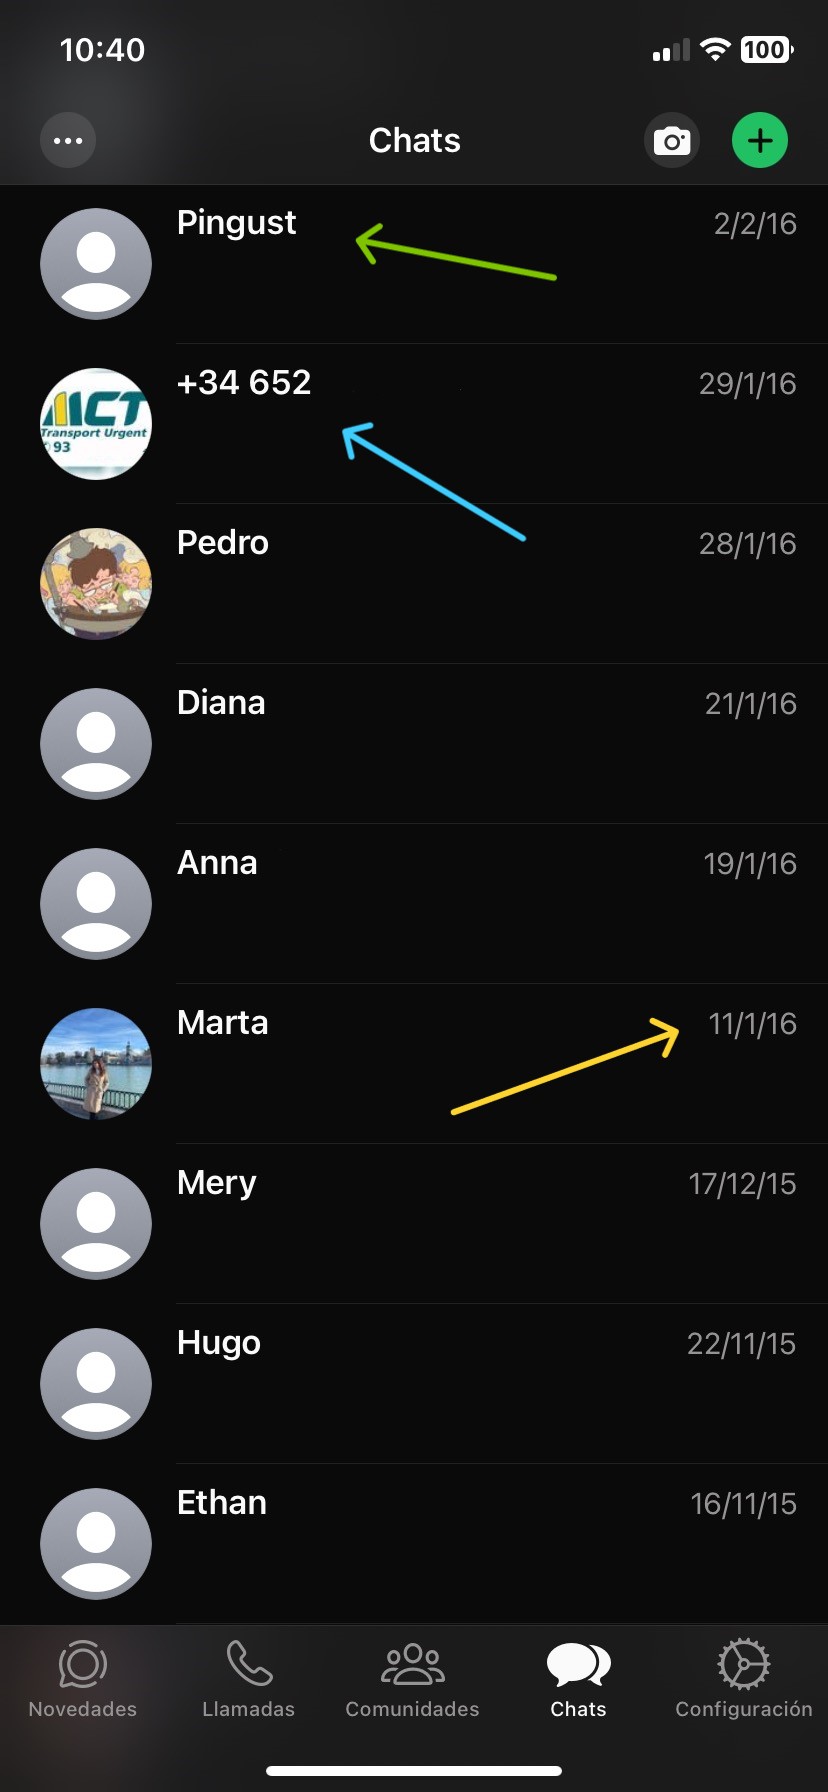 10:40
100
Chats
Pingust
2/2/16
+34 652
29/1/16
MCT
Transport Urgent
93
Pedro
28/1/16
Diana
21/1/16
Anna
19/1/16
Marta
11/1/16
Mery
17/12/15
Hugo
22/11/15
Ethan
16/11/15
Novedades
Llamadas
Comunidades
Chats
Configuración